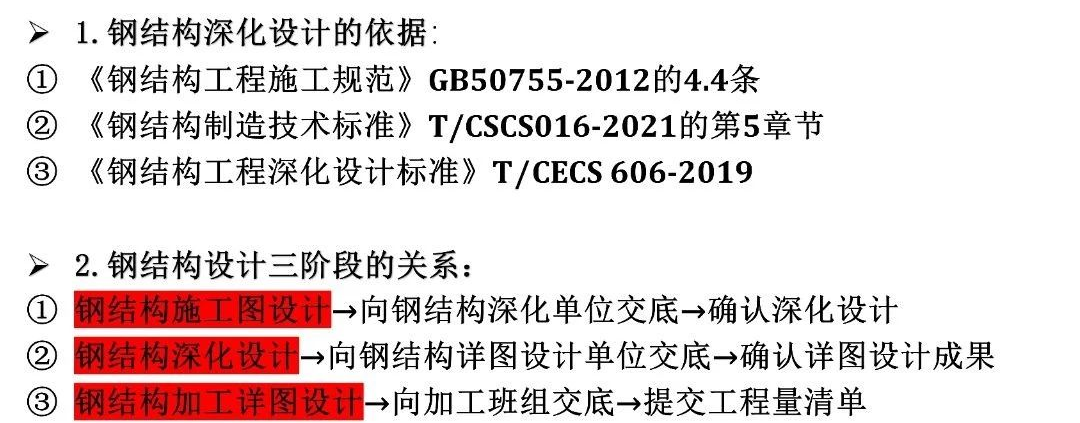 ➢ 1.钢结构深化设计的依据:
① 《钢结构工程施工规范》GB50755-2012的4.4条
② 《钢结构制造技术标准》T/CSCS016-2021的第5章节
③ 《钢结构工程深化设计标准》T/CECS 606-2019
➢ 2.钢结构设计三阶段的关系：
① 钢结构施工图设计→向钢结构深化单位交底→确认深化设计
② 钢结构深化设计→向钢结构详图设计单位交底→确认详图设计成果
③ 钢结构加工详图设计→向加工班组交底→提交工程量清单